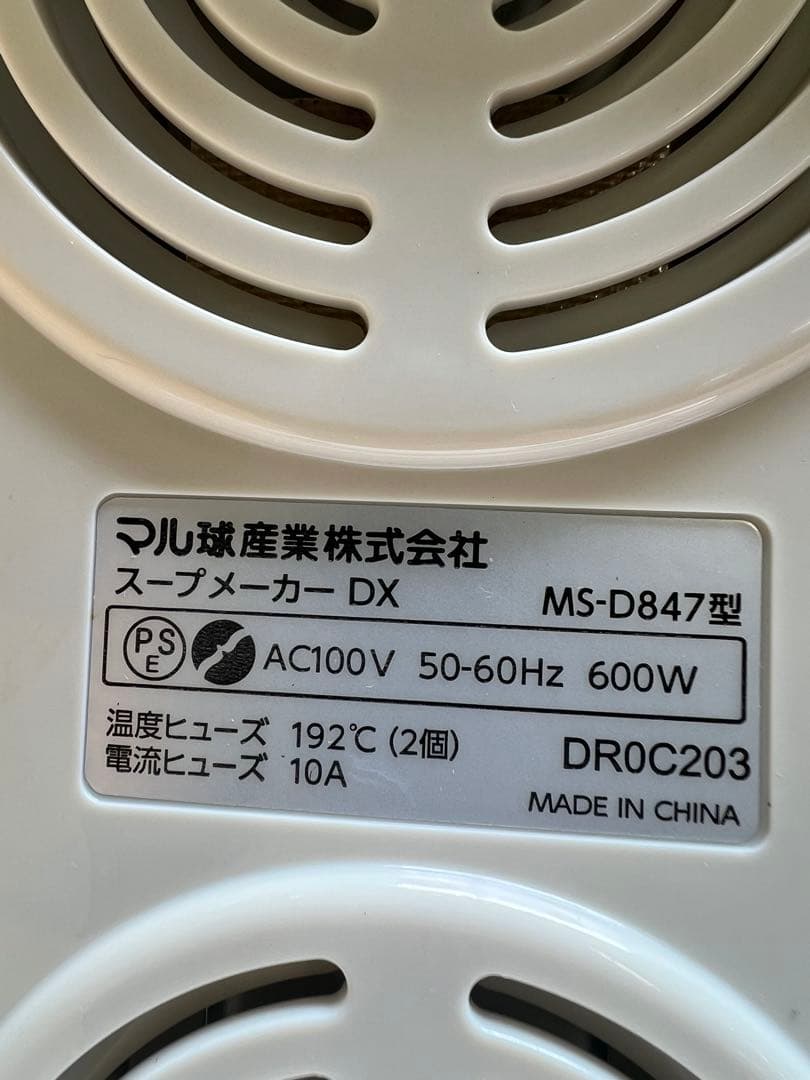 マル球産業株式会社
スープメーカー DX MS-D847型
PSE AC100V 50-60Hz 600W
温度ヒューズ 192℃ (2個)
電流ヒューズ 10A DR0C203
MADE IN CHINA